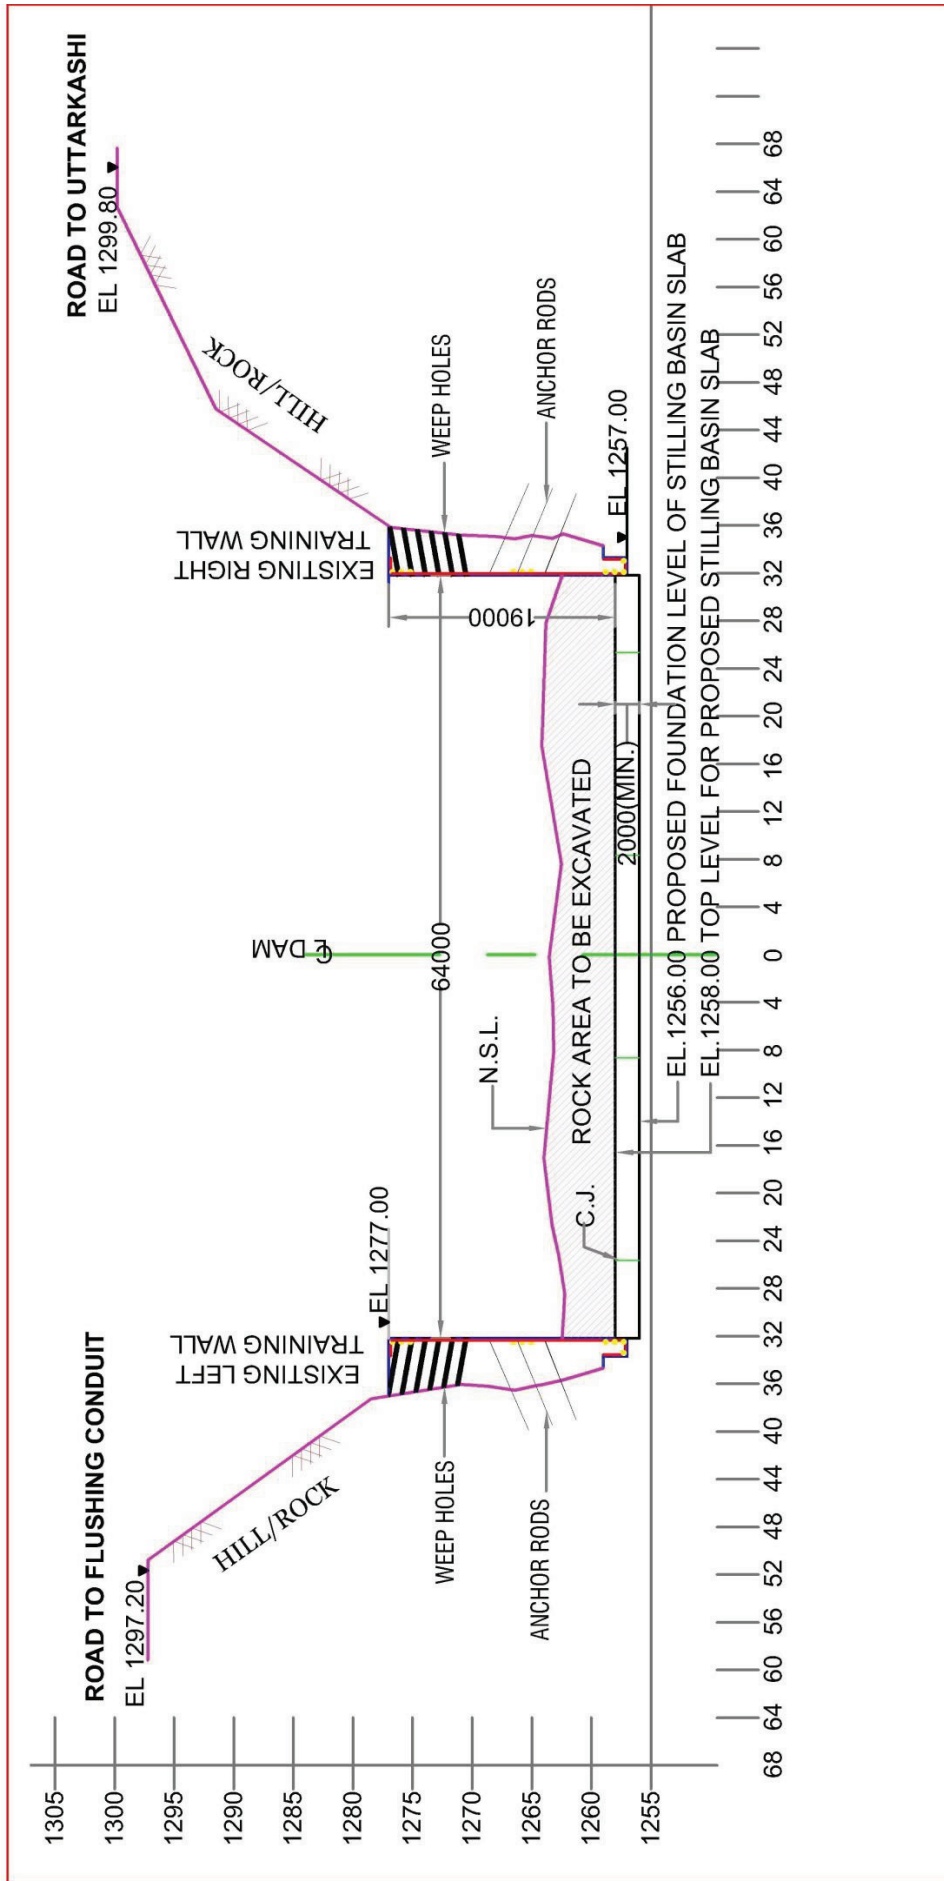 ROAD TO FLUSHING CONDUIT
EL 1297.20
HILL/ROCK
EXISTING LEFT
TRAINING WALL
EL 1277.00
WEEP HOLES
ANCHOR RODS
C.J.
N.S.L.
℄ DAM
64000
ROCK AREA TO BE EXCAVATED
2000(MIN.)
19000
EL.1256.00 PROPOSED FOUNDATION LEVEL OF STILLING BASIN SLAB
EL.1258.00 TOP LEVEL FOR PROPOSED STILLING BASIN SLAB
ROAD TO UTTARKASHI
EL 1299.80
HILL/ROCK
EXISTING RIGHT
TRAINING WALL
WEEP HOLES
ANCHOR RODS
EL 1257.00
1305
1300
1295
1290
1285
1280
1275
1270
1265
1260
1255
68 64 60 56 52 48 44 40 36 32 28 24 20 16 12 8 4 0 4 8 12 16 20 24 28 32 36 40 44 48 52 56 60 64 68